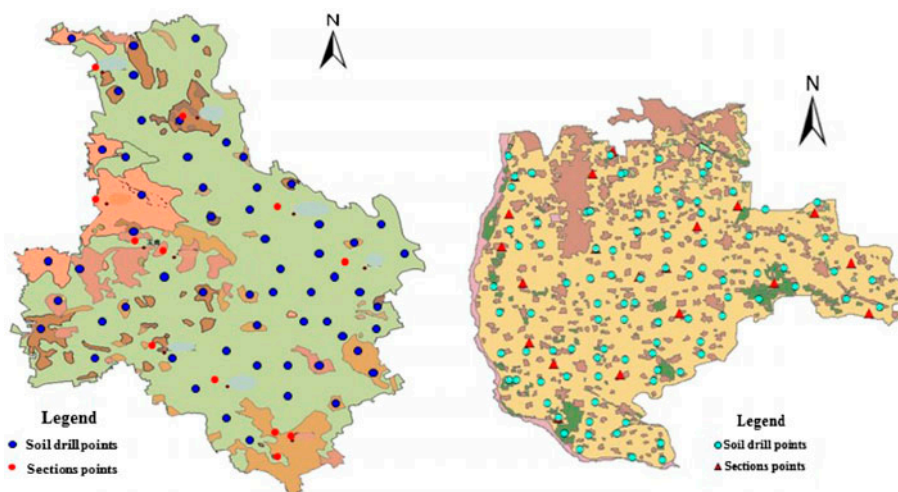 N
N
Legend
Soil drill points
Sections points
Legend
Soil drill points
Sections points